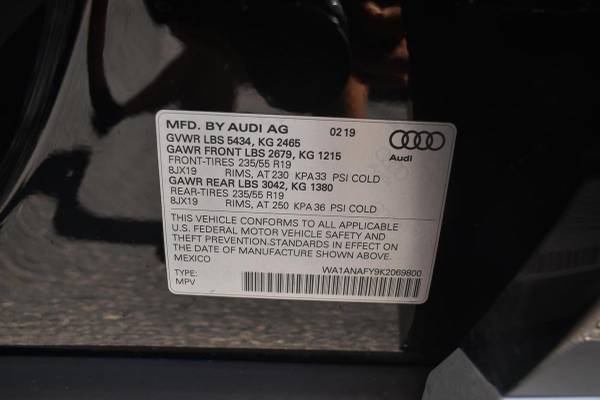 MFD. BY AUDI AG 02 19
GVWR LBS 5434, KG 2465
GAWR FRONT LBS 2679, KG 1215
FRONT-TIRES 235/55 R19
8JX19 RIMS, AT 230 KPA 33 PSI COLD
GAWR REAR LBS 3042, KG 1380
REAR-TIRES 235/55 R19
8JX19 RIMS, AT 250 KPA 36 PSI COLD
Audi
THIS VEHICLE CONFORMS TO ALL APPLICABLE
U.S. FEDERAL MOTOR VEHICLE SAFETY AND
THEFT PREVENTION.STANDARDS IN EFFECT ON
THE DATE OF MANUFACTURE SHOWN ABOVE.
MEXICO
WA1ANAFY9K2069800
TYPE:
MPV